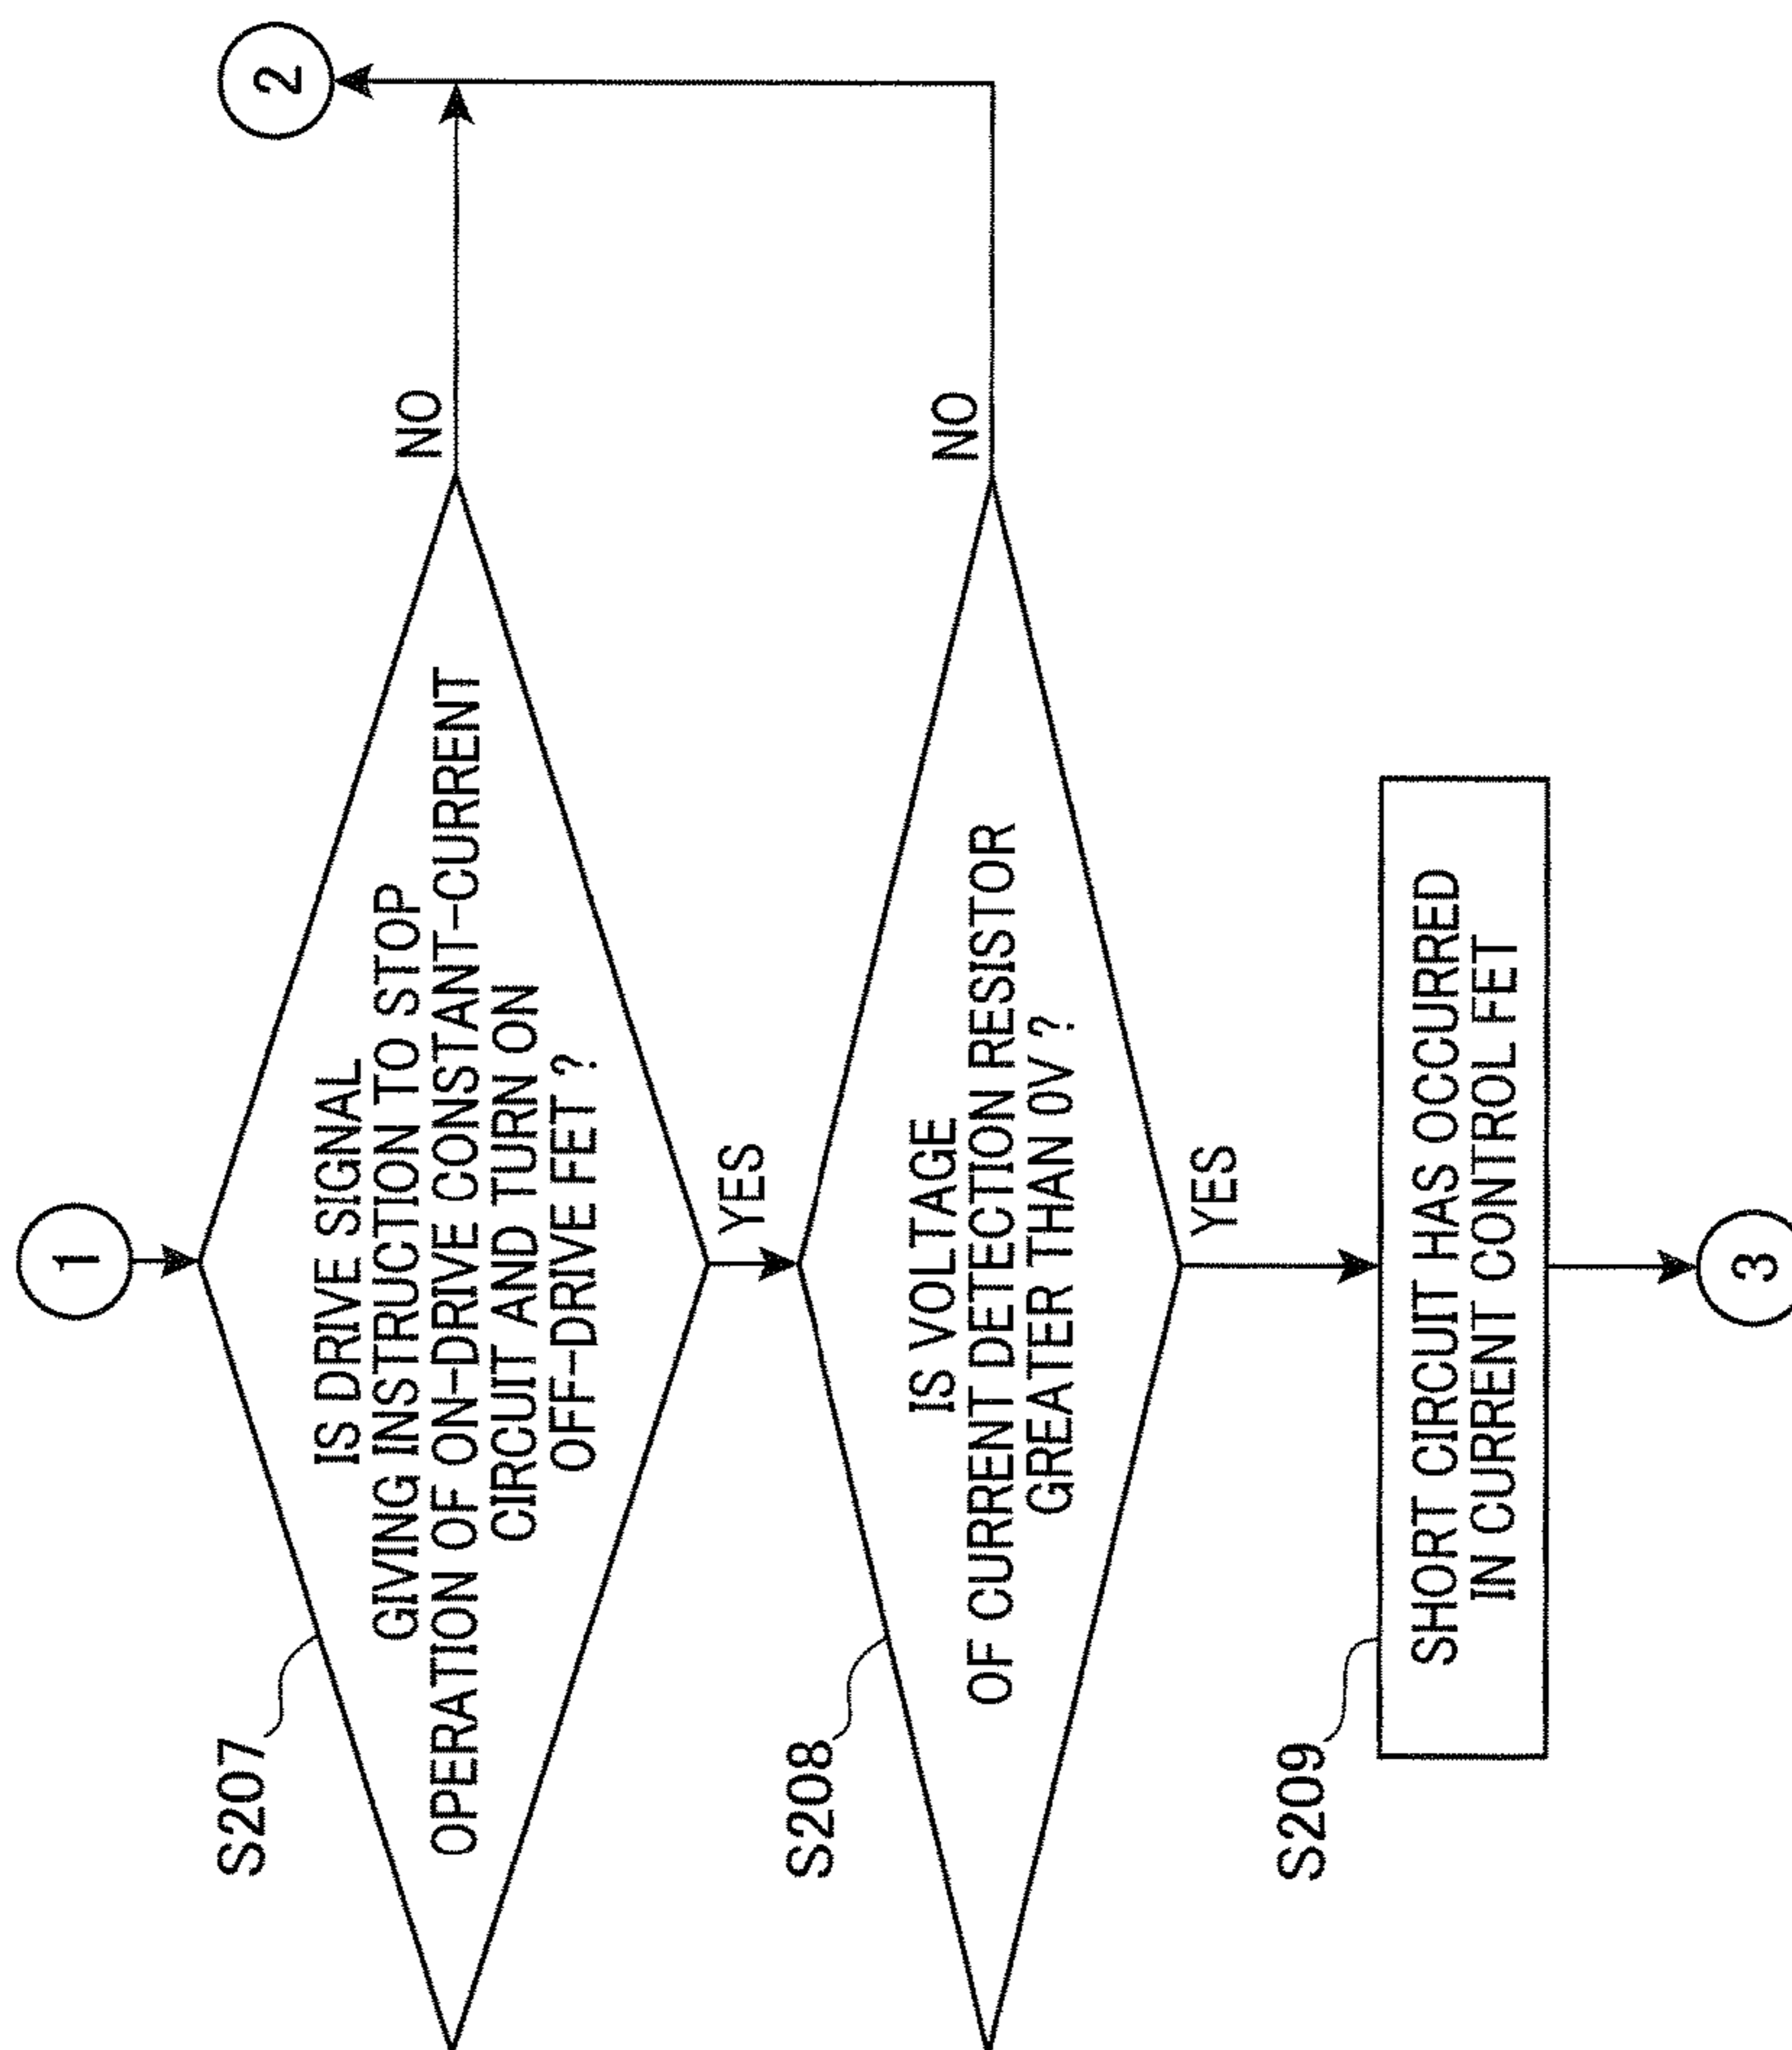 1
S207
IS DRIVE SIGNAL
GIVING INSTRUCTION TO STOP
OPERATION OF ON-DRIVE CONSTANT-CURRENT
CIRCUIT AND TURN ON
OFF-DRIVE FET ?
NO
2
YES
S208
IS VOLTAGE
OF CURRENT DETECTION RESISTOR
GREATER THAN 0V ?
NO
YES
S209
SHORT CIRCUIT HAS OCCURRED
IN CURRENT CONTROL FET
3